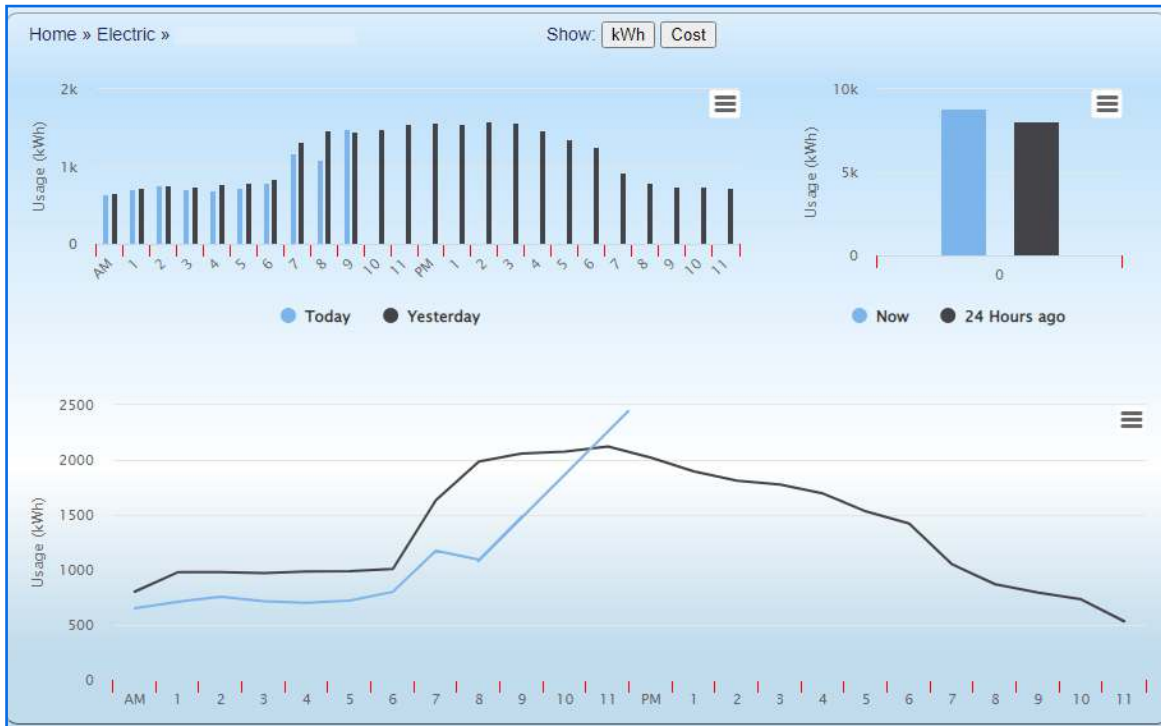 Home » Electric »
Show: kWh Cost
2k
1k
0
Usage (kWh)
AM 1 2 3 4 5 6 7 8 9 10 11 PM 1 2 3 4 5 6 7 8 9 10 11
Today Yesterday
10k
5k
0
Usage (kWh)
0
Now 24 Hours ago
2500
2000
1500
1000
500
0
Usage (kWh)
AM 1 2 3 4 5 6 7 8 9 10 11 PM 1 2 3 4 5 6 7 8 9 10 11